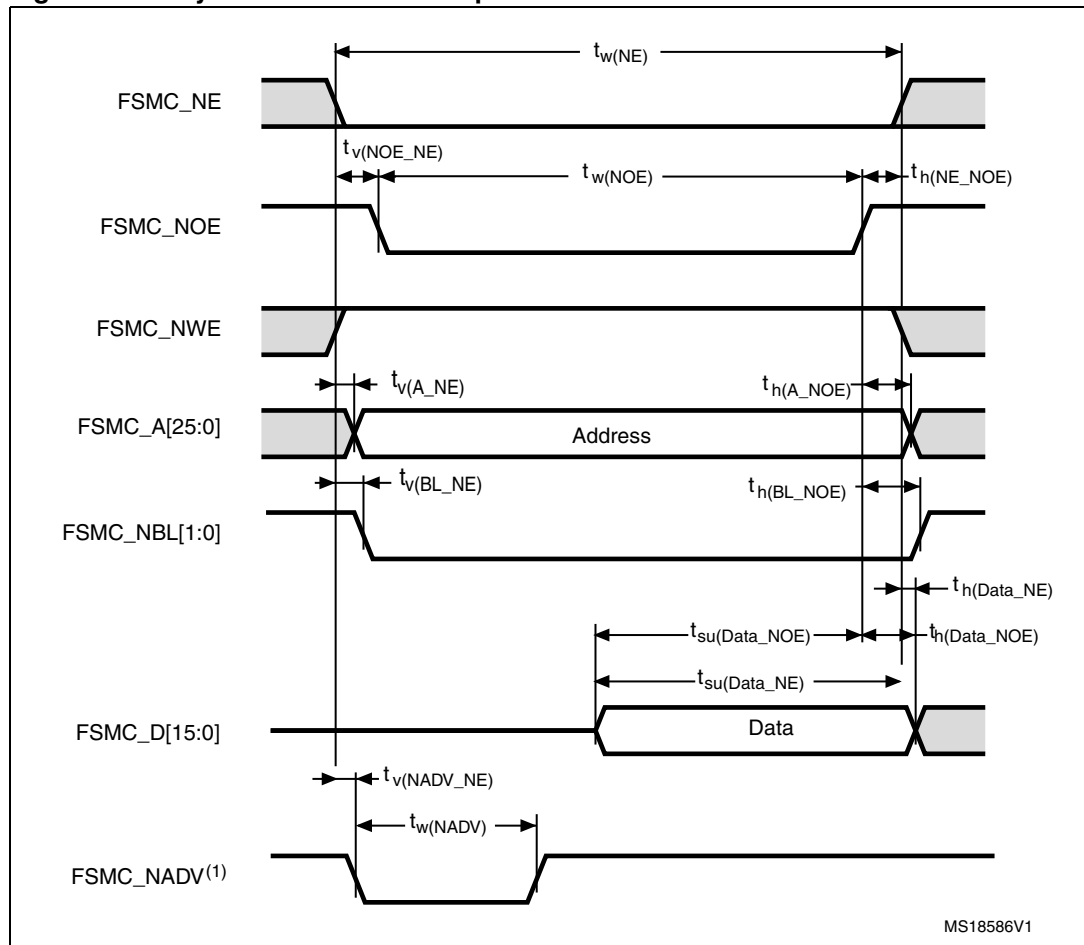 tw(NE)
FSMC_NE
tv(NOE_NE)
tw(NOE)
th(NE_NOE)
FSMC_NOE
FSMC_NWE
tv(A_NE)
th(A_NOE)
FSMC_A[25:0]
Address
tv(BL_NE)
th(BL_NOE)
FSMC_NBL[1:0]
th(Data_NE)
tsu(Data_NOE)
th(Data_NOE)
tsu(Data_NE)
FSMC_D[15:0]
Data
tv(NADV_NE)
tw(NADV)
FSMC_NADV(1)
MS18586V1